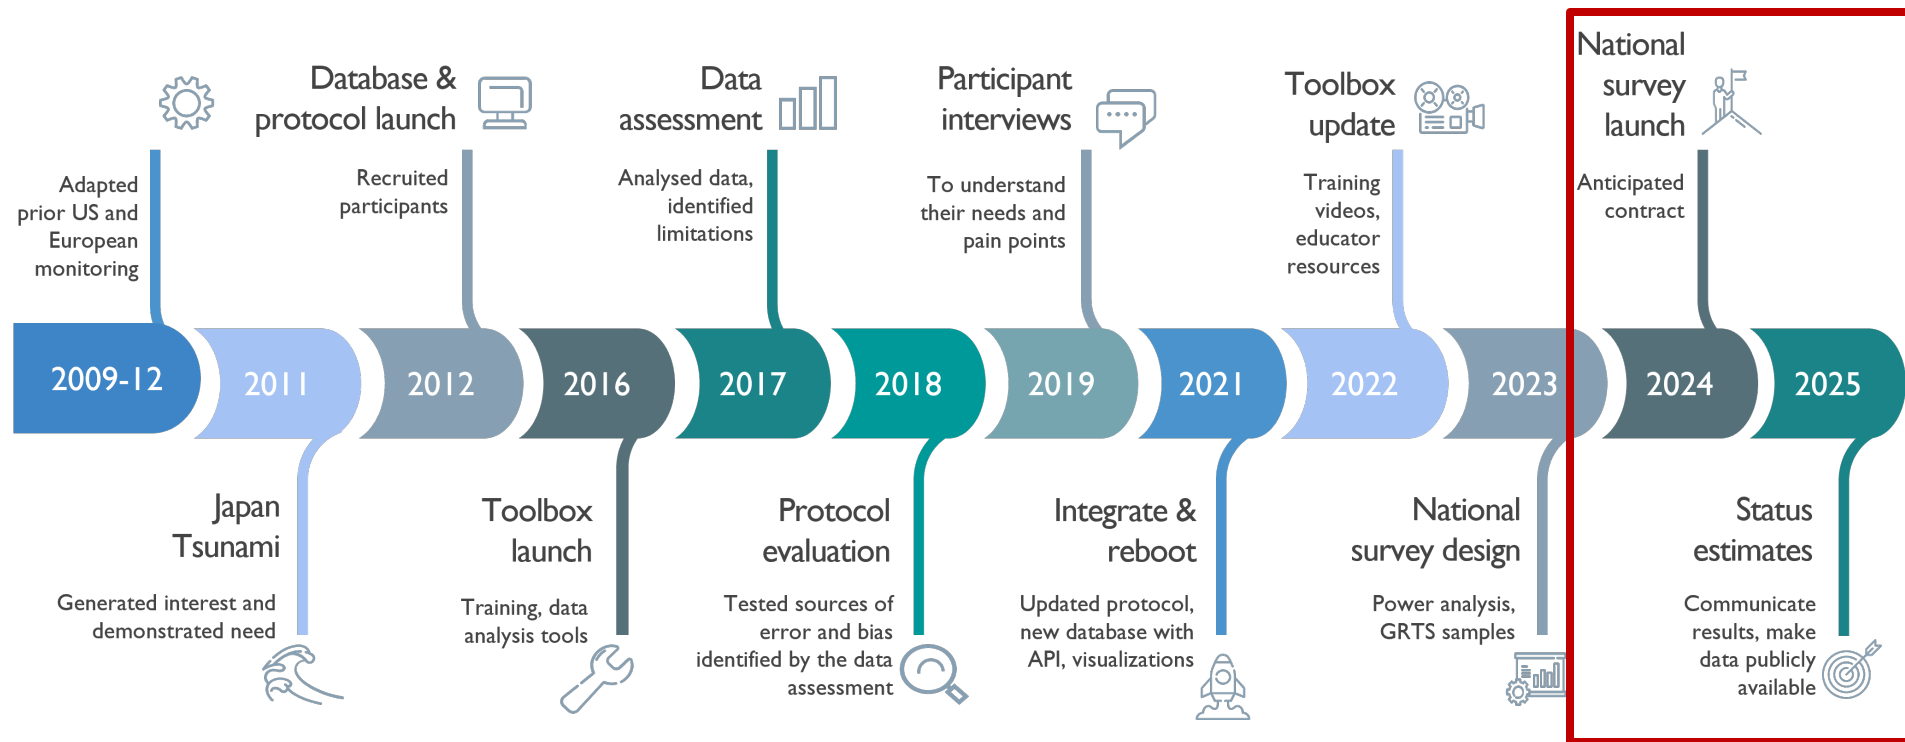 Adapted
prior US and
European
monitoring
2009-12
2011
Japan
Tsunami
Generated interest and
demonstrated need
Database &
protocol launch
Recruited
participants
2012
2016
Toolbox
launch
Training, data
analysis tools
Data
assessment
Analysed data,
identified
limitations
2017
2018
Protocol
evaluation
Tested sources of
error and bias
identified by the data
assessment
Participant
interviews
To understand
their needs and
pain points
2019
2021
Integrate &
reboot
Updated protocol,
new database with
API, visualizations
Toolbox
update
Training
videos,
educator
resources
2022
2023
National
survey design
Power analysis,
GRTS samples
National
survey
launch
Anticipated
contract
2024
2025
Status
estimates
Communicate
results, make
data publicly
available